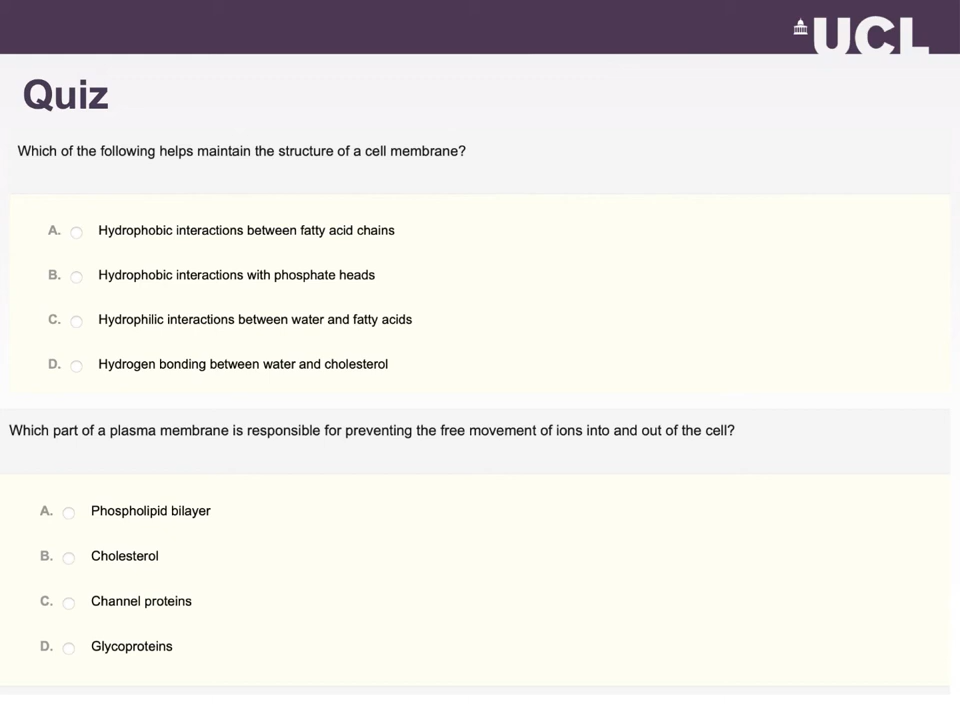 UCL
Quiz
Which of the following helps maintain the structure of a cell membrane?
A. Hydrophobic interactions between fatty acid chains
B. Hydrophobic interactions with phosphate heads
C. Hydrophilic interactions between water and fatty acids
D. Hydrogen bonding between water and cholesterol
Which part of a plasma membrane is responsible for preventing the free movement of ions into and out of the cell?
A. Phospholipid bilayer
B. Cholesterol
C. Channel proteins
D. Glycoproteins